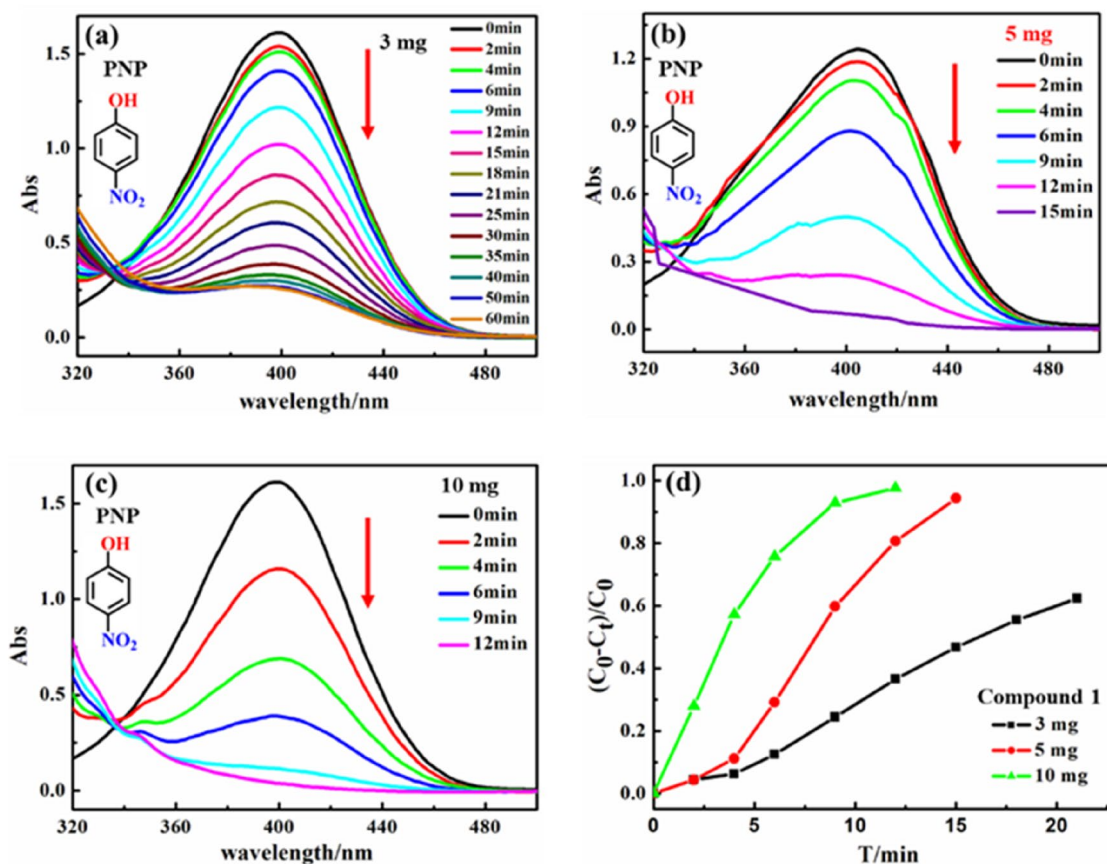 (a)
3 mg
PNP
OH
NO₂
0min
2min
4min
6min
9min
12min
15min
18min
21min
25min
30min
35min
40min
50min
60min
Abs
1.5
1.0
0.5
0.0
320 360 400 440 480
wavelength/nm
(b)
5 mg
PNP
OH
NO₂
0min
2min
4min
6min
9min
12min
15min
Abs
1.2
0.9
0.6
0.3
0.0
320 360 400 440 480
wavelength/nm
(c)
10 mg
PNP
OH
NO₂
0min
2min
4min
6min
9min
12min
Abs
1.5
1.0
0.5
0.0
320 360 400 440 480
wavelength/nm
(d)
(C₀-Cₜ)/C₀
1.0
0.8
0.6
0.4
0.2
0.0
Compound 1
3 mg
5 mg
10 mg
0 5 10 15 20
T/min